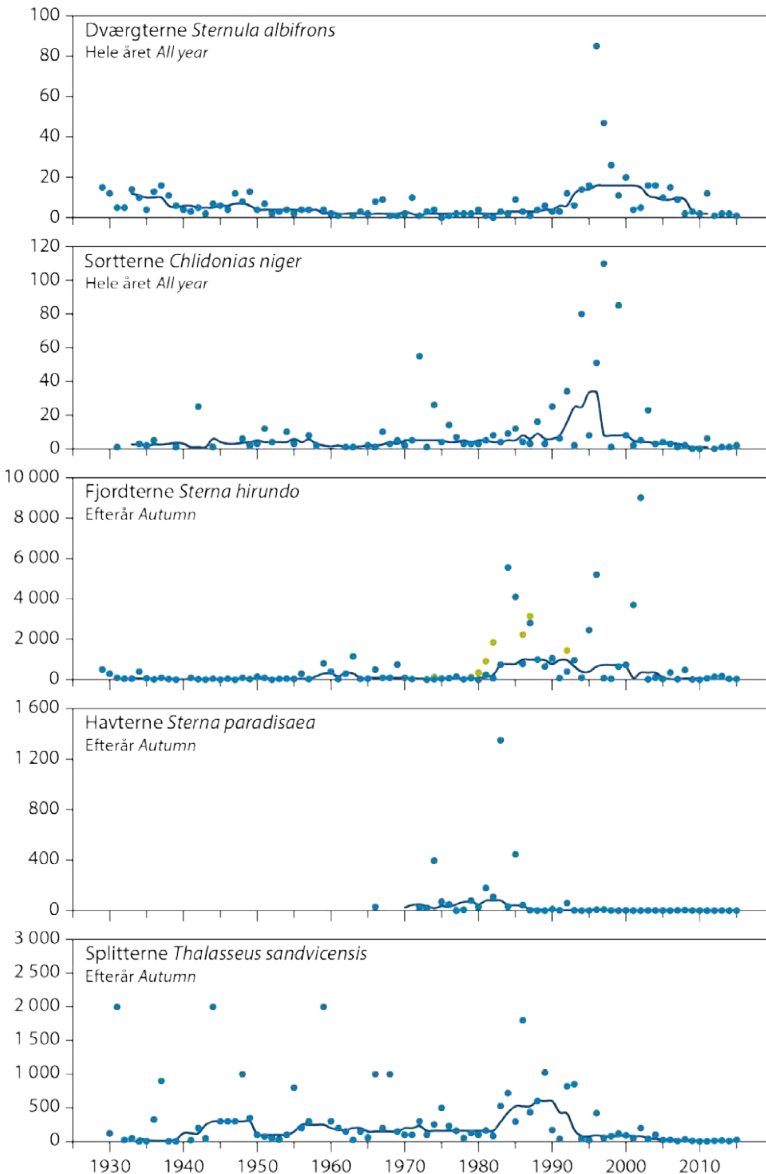 100
Dværgterne Sternula albifrons
Hele året All year
80
60
40
20
0
120
Sortterne Chlidonias niger
Hele året All year
100
80
60
40
20
0
10 000
Fjordterne Sterna hirundo
Efterår Autumn
8 000
6 000
4 000
2 000
0
1 600
Havterne Sterna paradisaea
Efterår Autumn
1 200
800
400
0
3 000
Splitterne Thalasseus sandvicensis
2 500
Efterår Autumn
2 000
1 500
1 000
500
0
1930 1940 1950 1960 1970 1980 1990 2000 2010